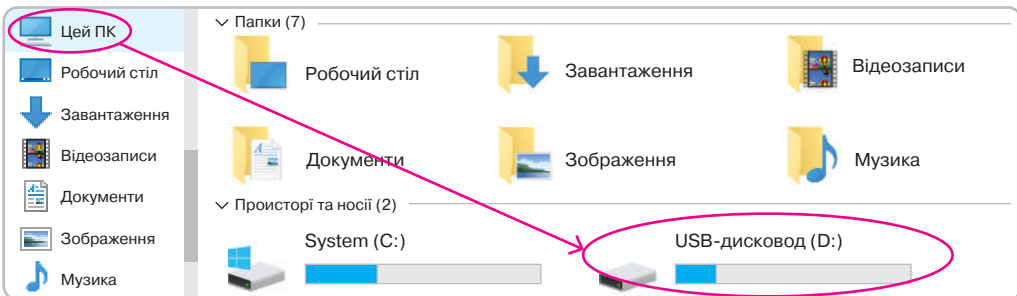 Цей ПК
Робочий стіл
Завантаження
Відеозаписи
Документи
Зображення
Музика
Папки (7)
Робочий стіл
Завантаження
Відеозаписи
Документи
Зображення
Музика
Происторї та носії (2)
System (C:)
USB-дисковод (D:)